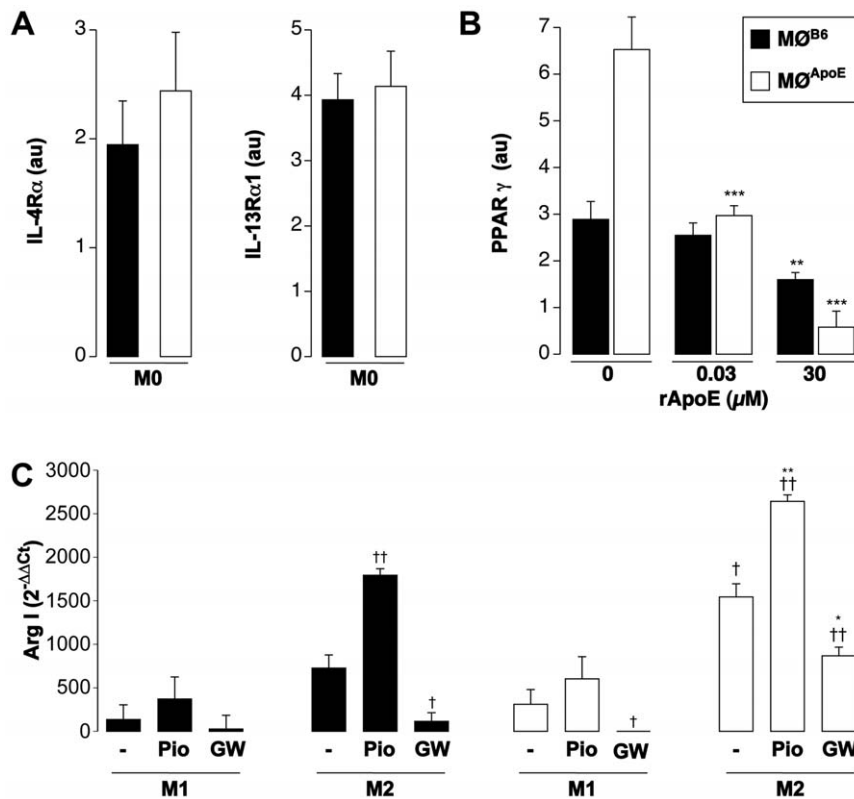 A
3
2
1
0
IL-4Rα (au)
M0
5
4
3
2
1
0
IL-13Rα1 (au)
M0
B
7
6
5
4
3
2
1
0
PPAR γ (au)
***
**
***
0 0.03 30
rApoE (µM)
MØᴮ⁶
MØᴬᵖᵒᴱ
C
3000
2500
2000
1500
1000
500
0
Arg I (2^-ΔΔCt)
††
†
†
†
**
††
*
††
- Pio GW - Pio GW - Pio GW - Pio GW
M1 M2 M1 M2